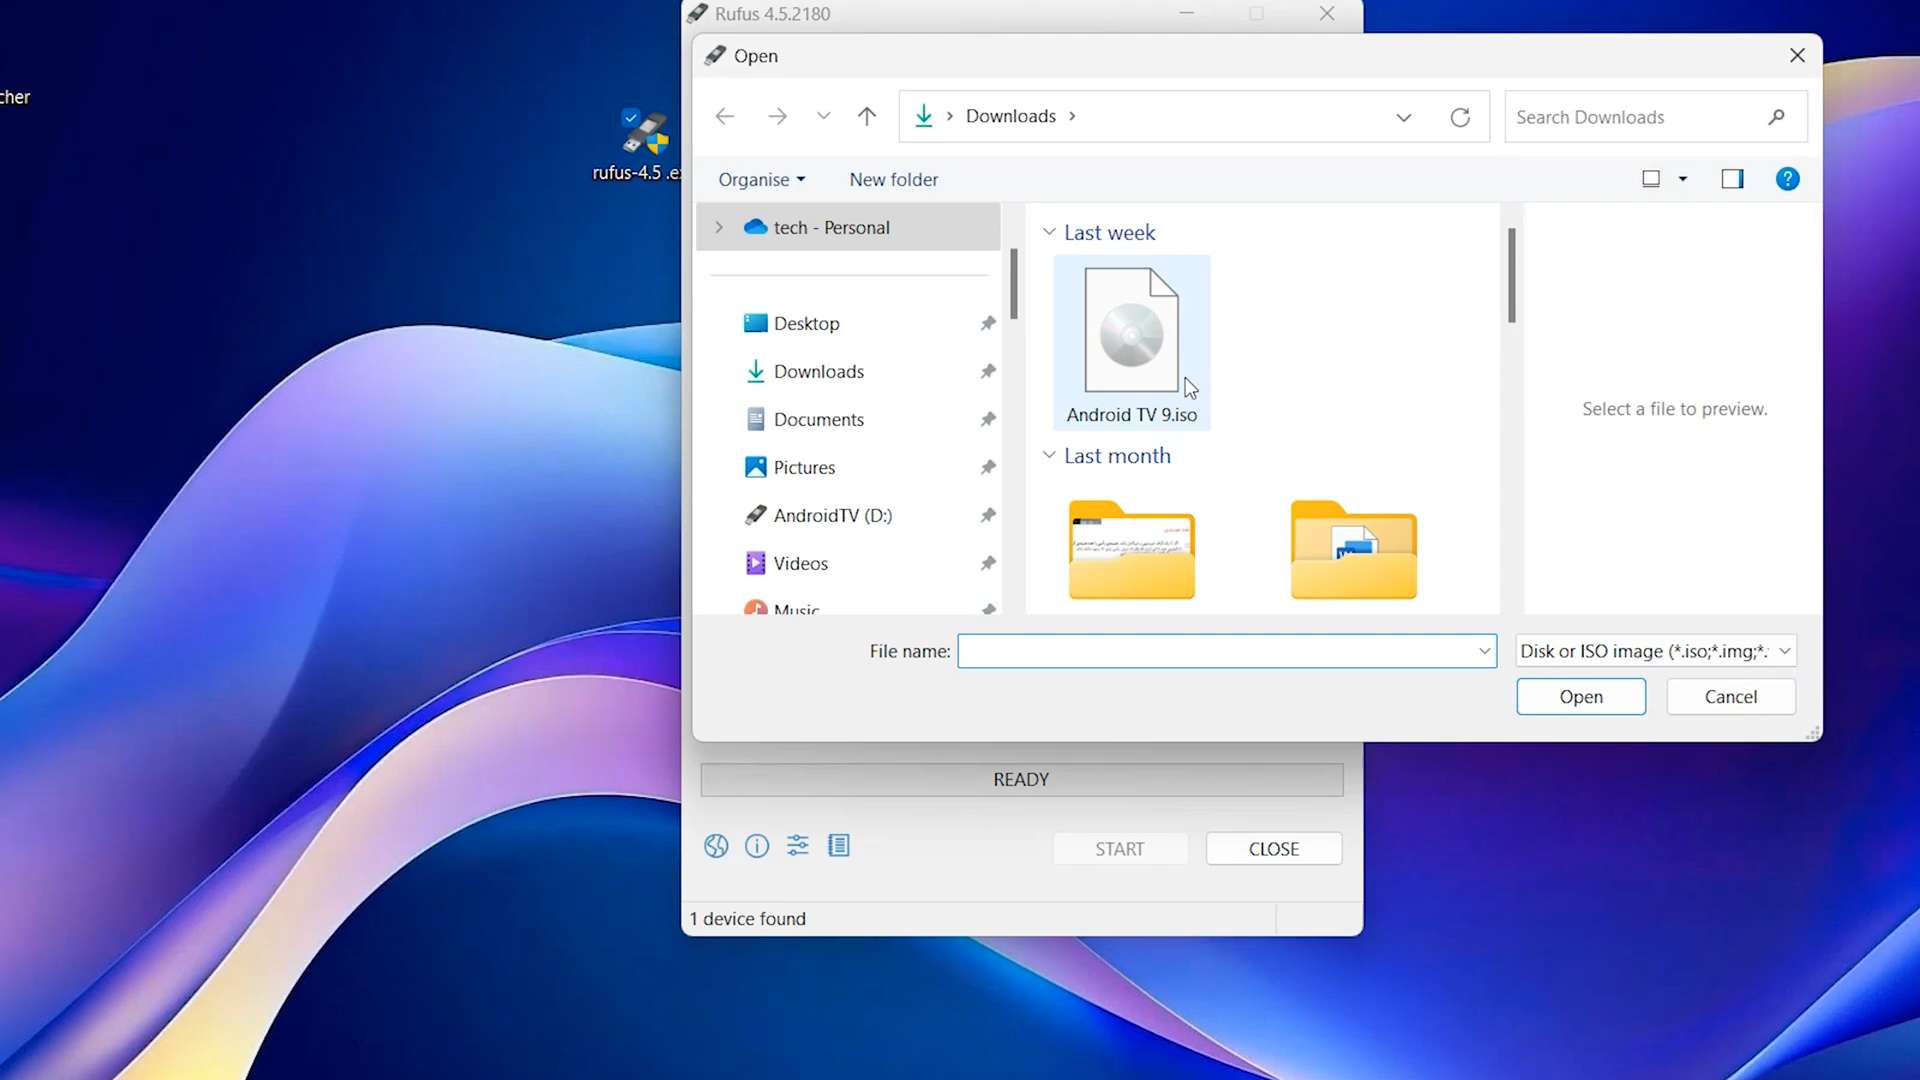 Rufus 4.5.2180
Open
cher
Downloads
Search Downloads
rufus-4.5 .ex
Organise
New folder
tech - Personal
Last week
Desktop
Downloads
Documents
Pictures
AndroidTV (D:)
Videos
Music
Android TV 9.iso
Last month
Select a file to preview.
File name:
Disk or ISO image (*.iso;*.img;*.
Open
Cancel
READY
START
CLOSE
1 device found